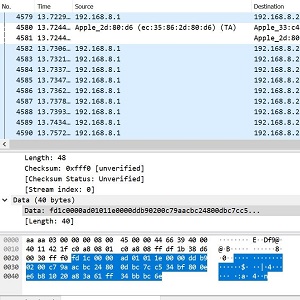 No. Time Source Destination
4579 13.7229... 192.168.8.1 192.168.8.2
4580 13.7244... Apple_2d:80:d6 (ec:35:86:2d:80:d6) (TA) Apple_33:c4
4581 13.7244... Apple_2d:80
4582 13.7306... 192.168.8.1 192.168.8.2
4583 13.7321... 192.168.8.1 192.168.8.2
4584 13.7337... 192.168.8.1 192.168.8.2
4585 13.7347... 192.168.8.1 192.168.8.2
4586 13.7362... 192.168.8.1 192.168.8.2
4587 13.7378... 192.168.8.1 192.168.8.2
4588 13.7393... 192.168.8.1 192.168.8.2
4589 13.7434... 192.168.8.1 192.168.8.2
4590 13.7572... 192.168.8.1 192.168.8.2
Length: 48
Checksum: 0xfff0 [unverified]
[Checksum Status: Unverified]
[Stream index: 0]
Data (40 bytes)
Data: fd1c0000ad01011e0000ddb90200c79aacbc24800dbc7cc5...
[Length: 40]
0000 aa aa 03 00 00 00 08 00 45 00 00 44 66 39 40 00
0010 40 11 42 1f c0 a8 08 01 c0 a8 08 ff 1b 38 d6
0020 00 30 ff f0 fd 1c 00 00 ad 01 01 1e 00 00 dd b9
0030 02 00 c7 9a ac bc 24 80 0d bc 7c c5 34 bf 80 0e
0040 e6 b8 10 20 a8 3a 61 ff 34 bb bc 6e